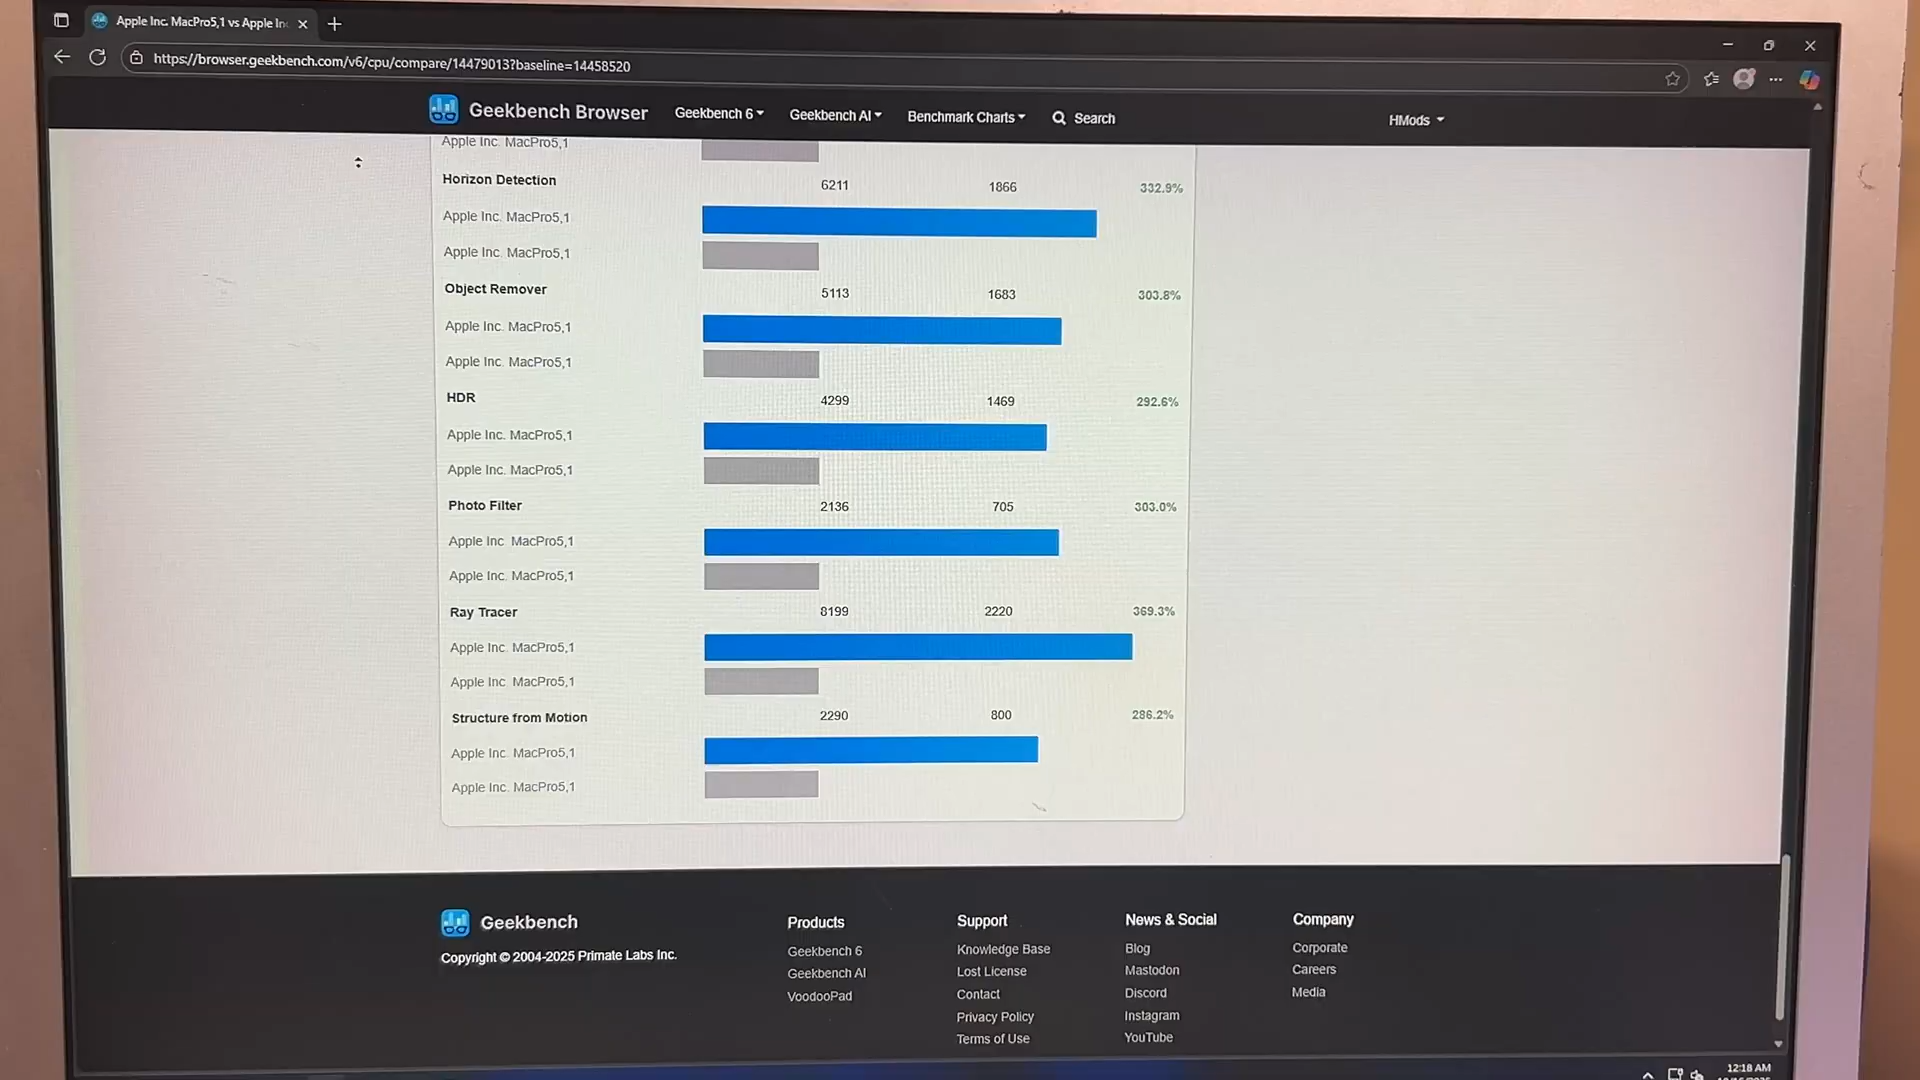 Apple Inc. MacPro5,1 vs Apple In
https://browser.geekbench.com/v6/cpu/compare/14479013?baseline=14458520
Geekbench Browser Geekbench 6 Geekbench AI Benchmark Charts Search HMods
Apple Inc. MacPro5,1
Horizon Detection 6211 1866 332.9%
Apple Inc. MacPro5,1
Apple Inc. MacPro5,1
Object Remover 5113 1683 303.8%
Apple Inc. MacPro5,1
Apple Inc. MacPro5,1
HDR 4299 1469 292.6%
Apple Inc. MacPro5,1
Apple Inc. MacPro5,1
Photo Filter 2136 705 303.0%
Apple Inc MacPro5,1
Apple Inc. MacPro5,1
Ray Tracer 8199 2220 369.3%
Apple Inc. MacPro5,1
Apple Inc MacPro5,1
Structure from Motion 2290 800 286.2%
Apple Inc. MacPro5,1
Apple Inc. MacPro5,1
Geekbench
Copyright © 2004-2025 Primate Labs Inc.
Products
Geekbench 6
Geekbench AI
VoodooPad
Support
Knowledge Base
Lost License
Contact
Privacy Policy
Terms of Use
News & Social
Blog
Mastodon
Discord
Instagram
YouTube
Company
Corporate
Careers
Media
12:18 AM